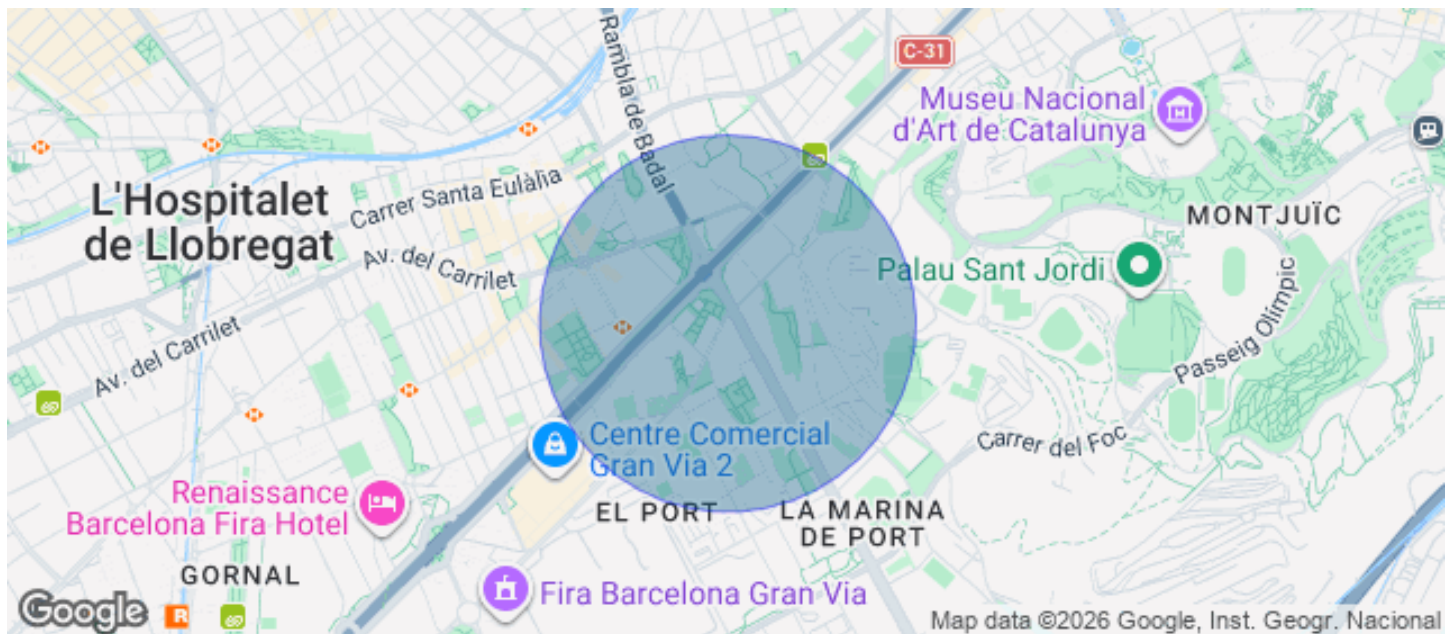 Rambla de Badal
C-31
Museu Nacional
d'Art de Catalunya
L'Hospitalet
de Llobregat
Carrer Santa Eulàlia
Av. del Carrilet
MONTJUÏC
Palau Sant Jordi
Av. del Carrilet
Passeig Olímpic
Centre Comercial
Gran Via 2
Carrer del Foc
Renaissance
Barcelona Fira Hotel
EL PORT
LA MARINA
DE PORT
GORNAL
Fira Barcelona Gran Via
Google
R
Map data ©2026 Google, Inst. Geogr. Nacional